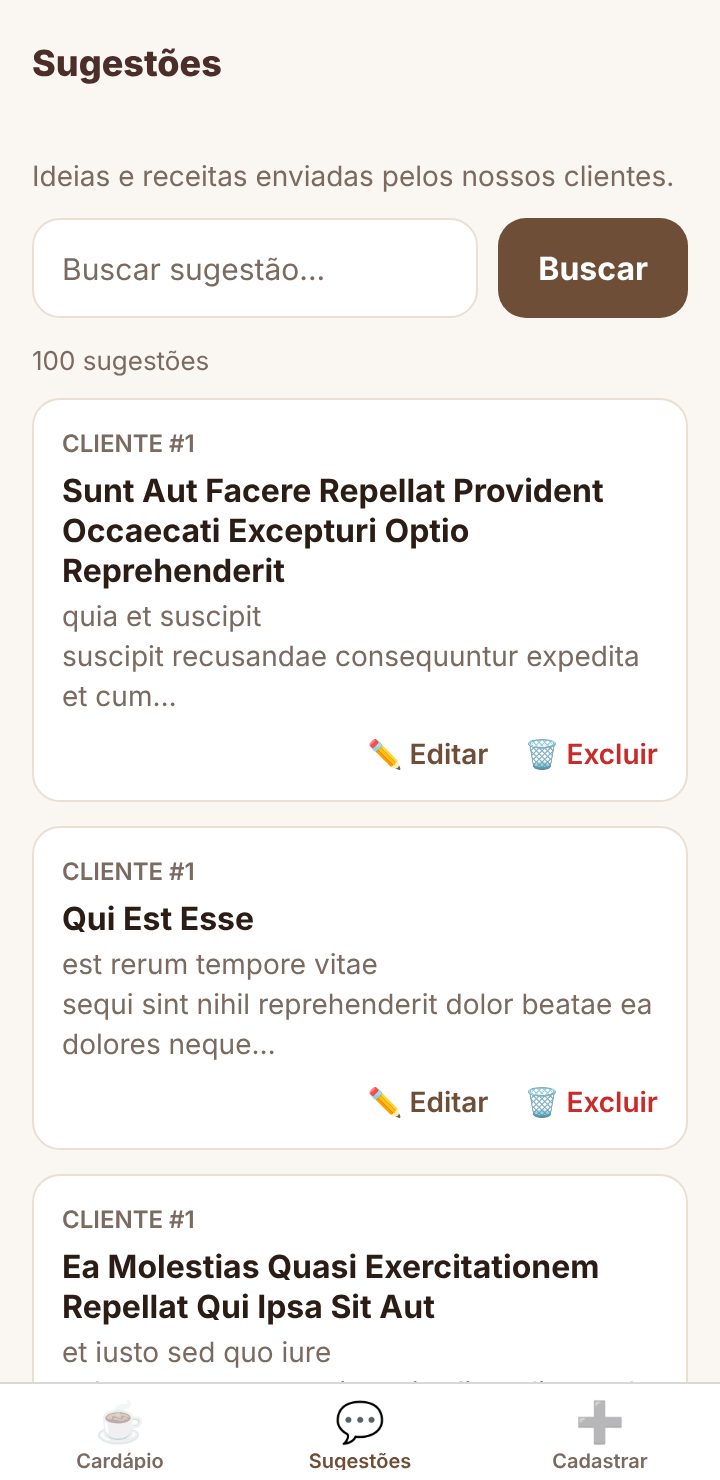 Sugestões
Ideias e receitas enviadas pelos nossos clientes.
Buscar sugestão...
Buscar
100 sugestões
CLIENTE #1
Sunt Aut Facere Repellat Provident
Occaecati Excepturi Optio
Reprehenderit
quia et suscipit
suscipit recusandae consequuntur expedita
et cum...
✏️ Editar
🗑️ Excluir
CLIENTE #1
Qui Est Esse
est rerum tempore vitae
sequi sint nihil reprehenderit dolor beatae ea
dolores neque...
✏️ Editar
🗑️ Excluir
CLIENTE #1
Ea Molestias Quasi Exercitationem
Repellat Qui Ipsa Sit Aut
et iusto sed quo iure
Cardápio
Sugestões
Cadastrar